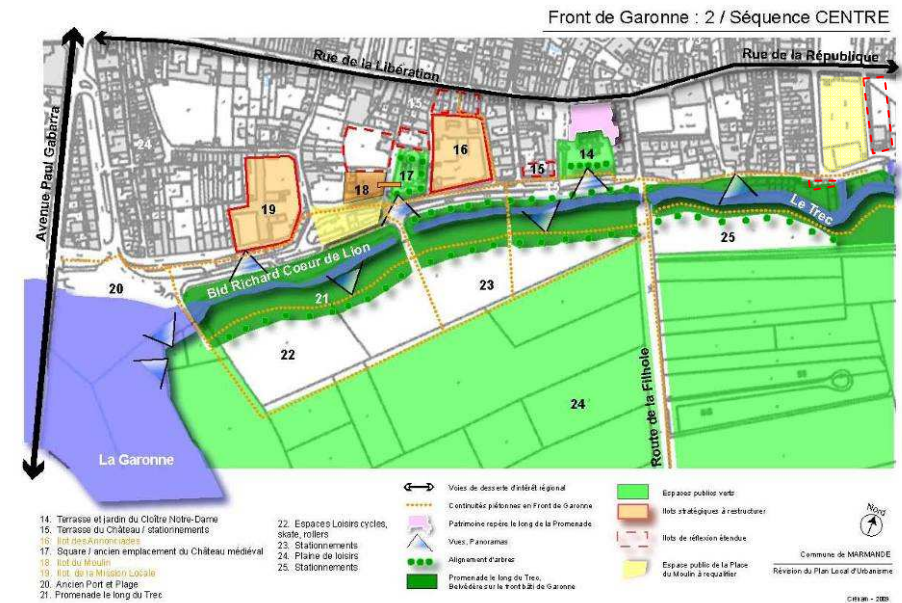 Front de Garonne : 2 / Séquence CENTRE
Rue de la Libération
Rue de la République
Avenue Paul Gabarra
24
15
16
15
14
17
18
19
Le Trec
25
Bld Richard Coeur de Lion
20
21
23
22
24
Route de la Filhole
La Garonne
14. Terrasse et jardin du Cloître Notre-Dame
15. Terrasse du Château / stationnements
16. Ilot des Annonciades
17. Square / ancien emplacement du Château médiéval
18. Ilot du Moulin
19. Ilot de la Mission Locale
20. Ancien Port et Plage
21. Promenade le long du Trec
22. Espaces Loisirs cycles,
skate, rollers
23. Stationnements
24. Plaine de loisirs
25. Stationnements
Voies de desserte d'intérêt régional
Continuités piétonnes en Front de Garonne
Patrimoine repère le long de la Promenade
Vues, Panoramas
Alignement d'arbres
Promenade le long du Trec,
Belvédère sur le front bâti de Garonne
Espaces publics verts
Ilots stratégiques à restructurer
Ilots de réflexion étendue
Espace public de la Place
du Moulin à requalifier
Nord
Commune de MARMANDE
Révision du Plan Local d'Urbanisme